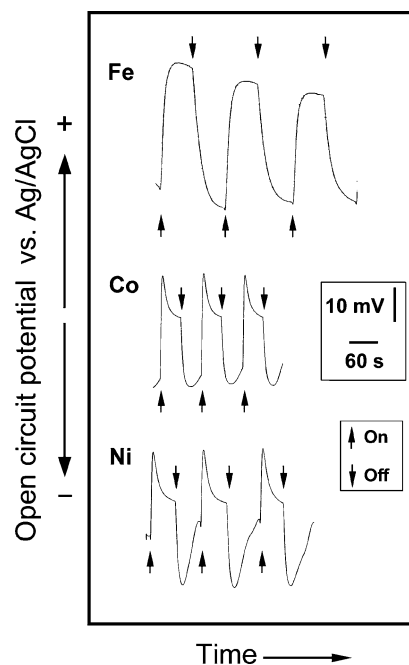 Open circuit potential vs. Ag/AgCl
+
−
Fe
Co
10 mV
60 s
On
Off
Ni
Time